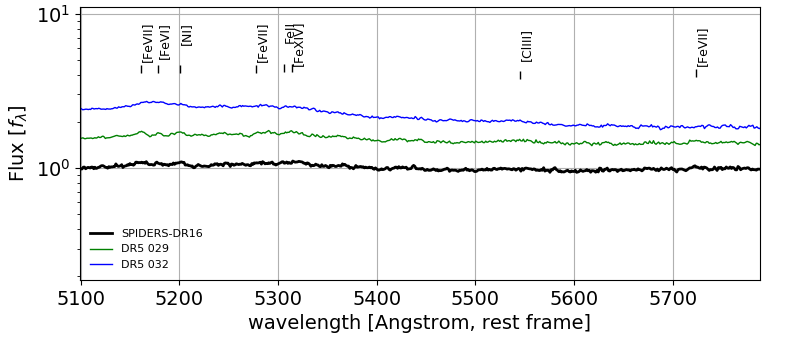 10¹
[FeVII]
[FeVI]
[NI]
[FeVII]
FeII
[FeXIV]
[ClIII]
[FeVII]
Flux [fλ]
10⁰
SPIDERS-DR16
DR5 029
DR5 032
5100 5200 5300 5400 5500 5600 5700
wavelength [Angstrom, rest frame]